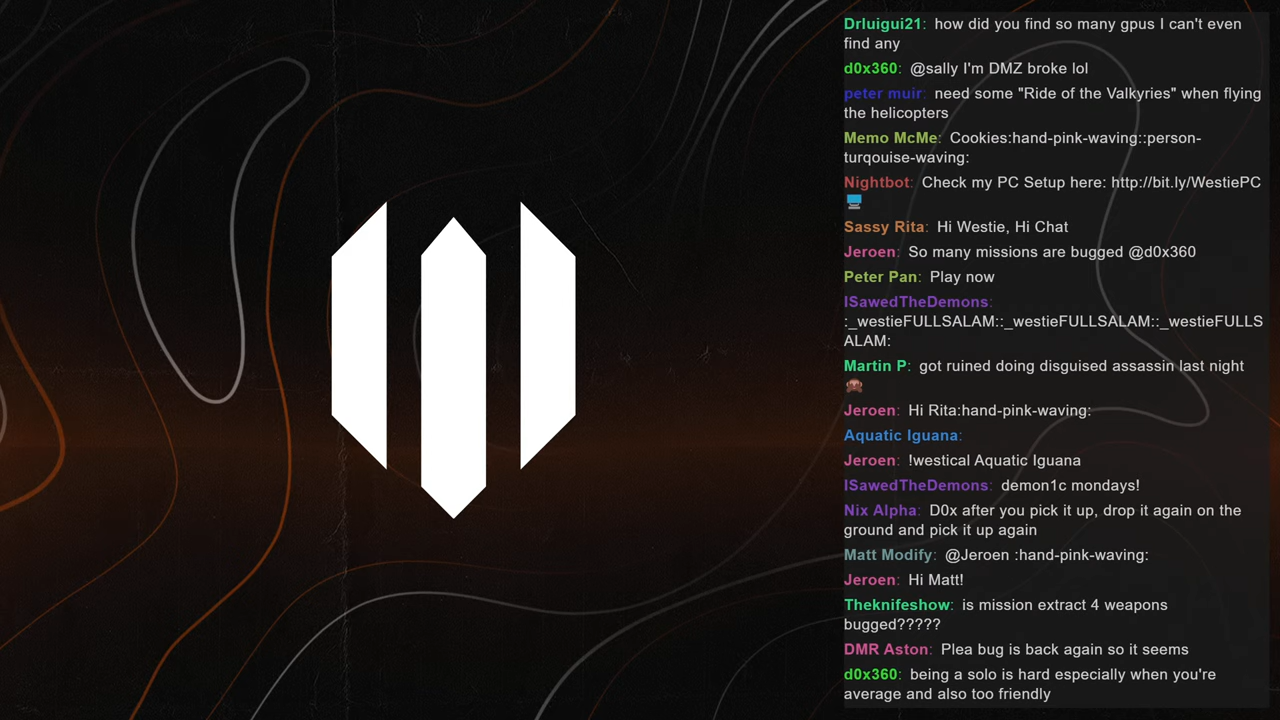 Drluigui21: how did you find so many gpus I can't even
find any
d0x360: @sally I'm DMZ broke lol
peter muir: need some "Ride of the Valkyries" when flying
the helicopters
Memo McMe: Cookies:hand-pink-waving::person-
turqouise-waving:
Nightbot: Check my PC Setup here: http://bit.ly/WestiePC
Sassy Rita: Hi Westie, Hi Chat
Jeroen: So many missions are bugged @d0x360
Peter Pan: Play now
ISawedTheDemons:
:_westieFULLSALAM::_westieFULLSALAM::_westieFULLS
ALAM:
Martin P: got ruined doing disguised assassin last night
Jeroen: Hi Rita:hand-pink-waving:
Aquatic Iguana:
Jeroen: !westical Aquatic Iguana
ISawedTheDemons: demon1c mondays!
Nix Alpha: D0x after you pick it up, drop it again on the
ground and pick it up again
Matt Modify: @Jeroen :hand-pink-waving:
Jeroen: Hi Matt!
Theknifeshow: is mission extract 4 weapons
bugged?????
DMR Aston: Plea bug is back again so it seems
d0x360: being a solo is hard especially when you're
average and also too friendly